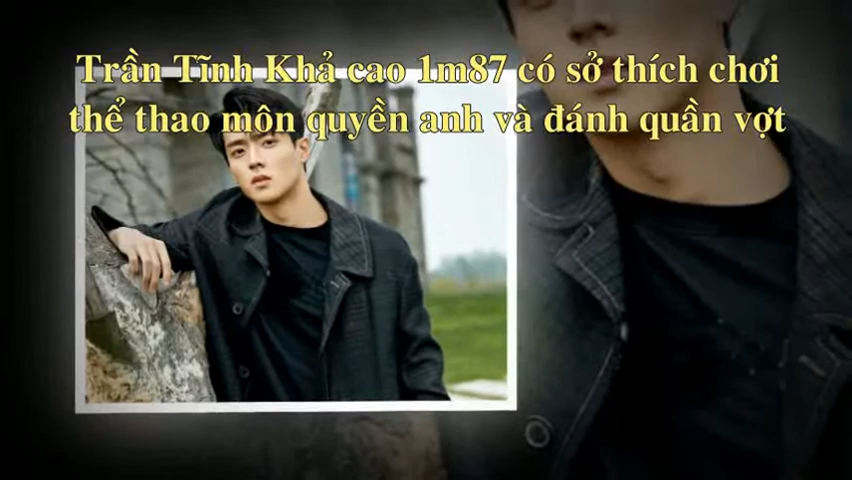 Trần Tĩnh Khả cao 1m87 có sở thích chơi
thể thao môn quyền anh và đánh quần vợt